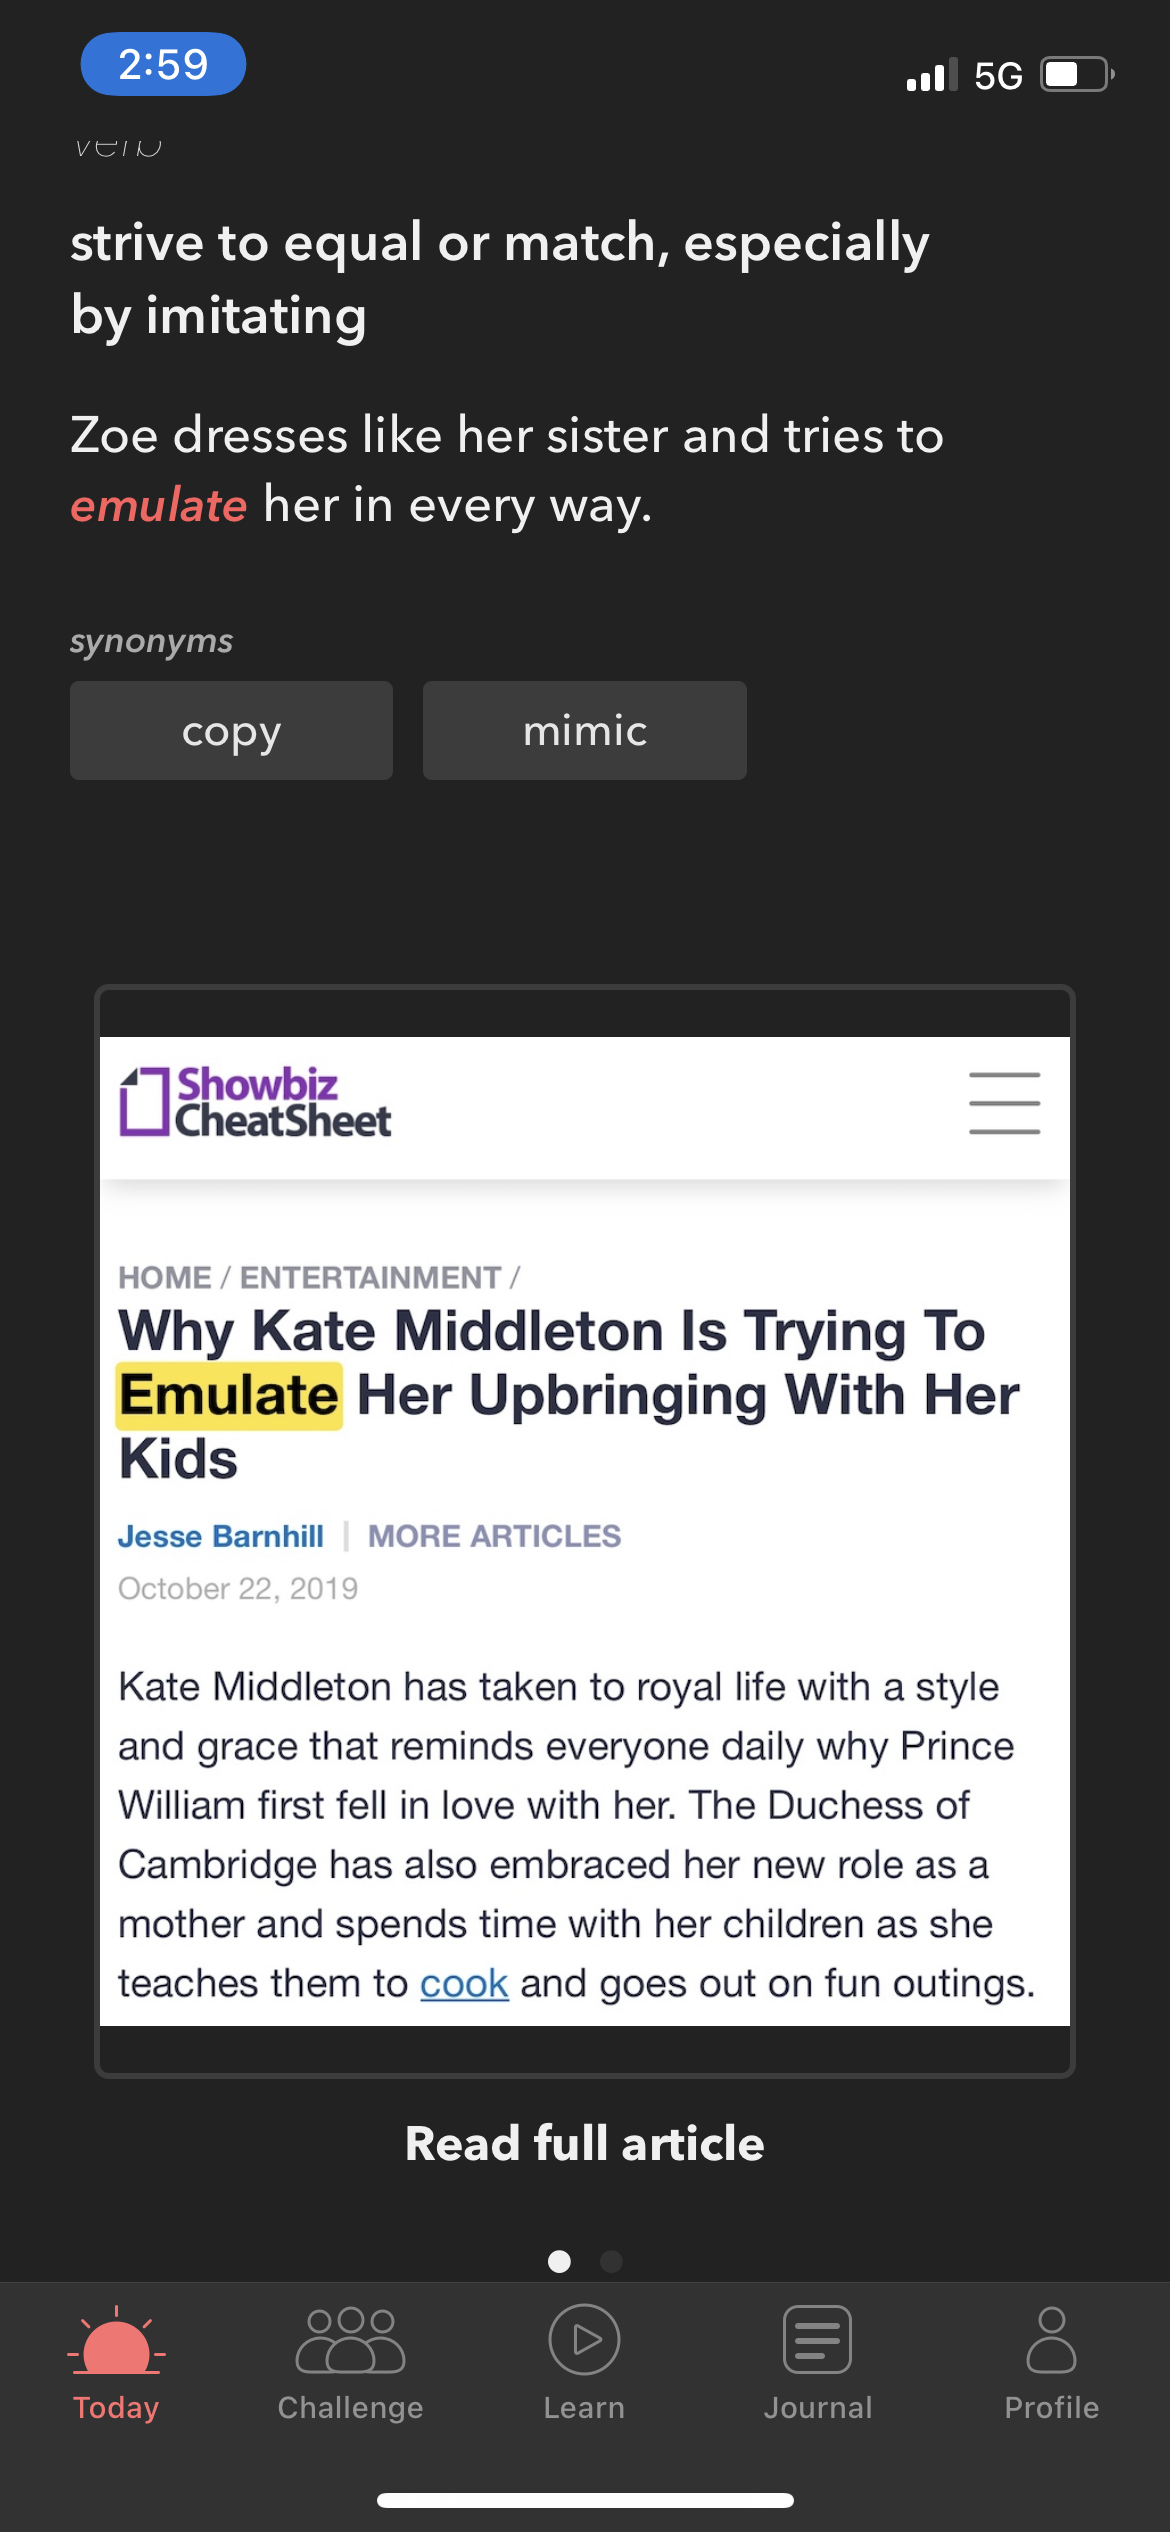 2:59
5G
verb
strive to equal or match, especially
by imitating
Zoe dresses like her sister and tries to
emulate her in every way.
synonyms
copy
mimic
Showbiz
CheatSheet
HOME / ENTERTAINMENT /
Why Kate Middleton Is Trying To
Emulate Her Upbringing With Her
Kids
Jesse Barnhill | MORE ARTICLES
October 22, 2019
Kate Middleton has taken to royal life with a style
and grace that reminds everyone daily why Prince
William first fell in love with her. The Duchess of
Cambridge has also embraced her new role as a
mother and spends time with her children as she
teaches them to cook and goes out on fun outings.
Read full article
Today
Challenge
Learn
Journal
Profile